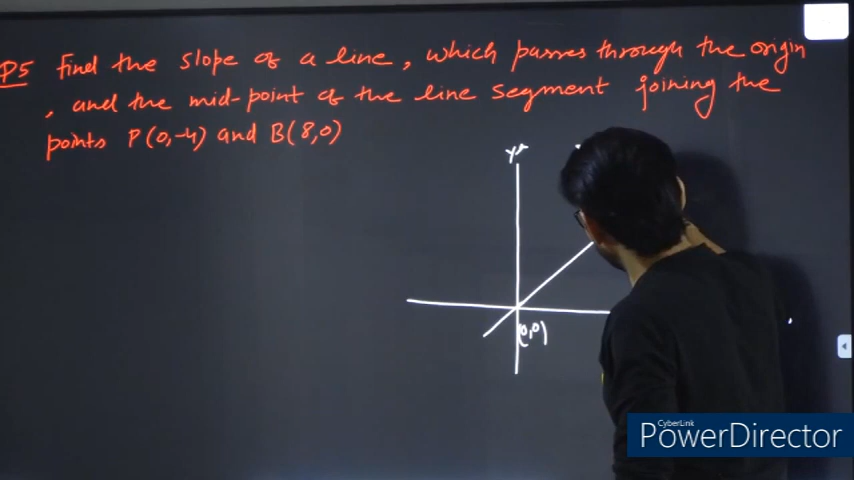 P5 Find the slope of a line, which passes through the origin
, and the mid-point of the line segment joining the
points P(0,-4) and B(8,0)
(0,0)
CyberLink
PowerDirector